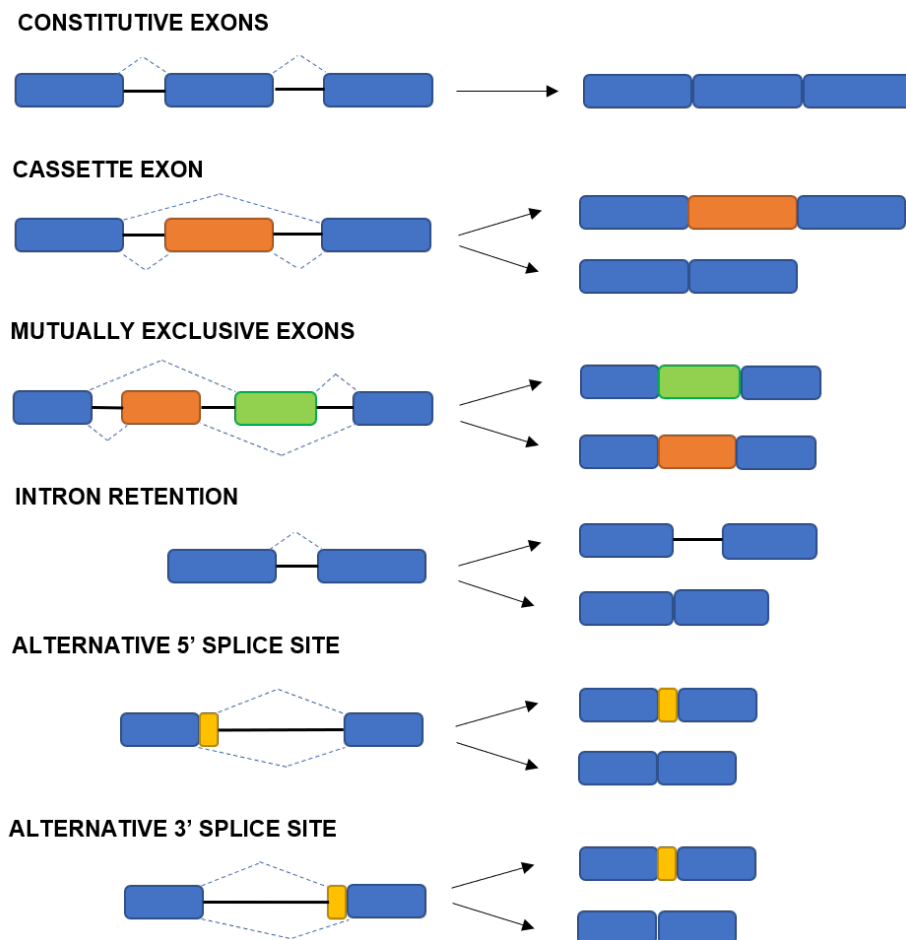 CONSTITUTIVE EXONS
CASSETTE EXON
MUTUALLY EXCLUSIVE EXONS
INTRON RETENTION
ALTERNATIVE 5’ SPLICE SITE
ALTERNATIVE 3’ SPLICE SITE